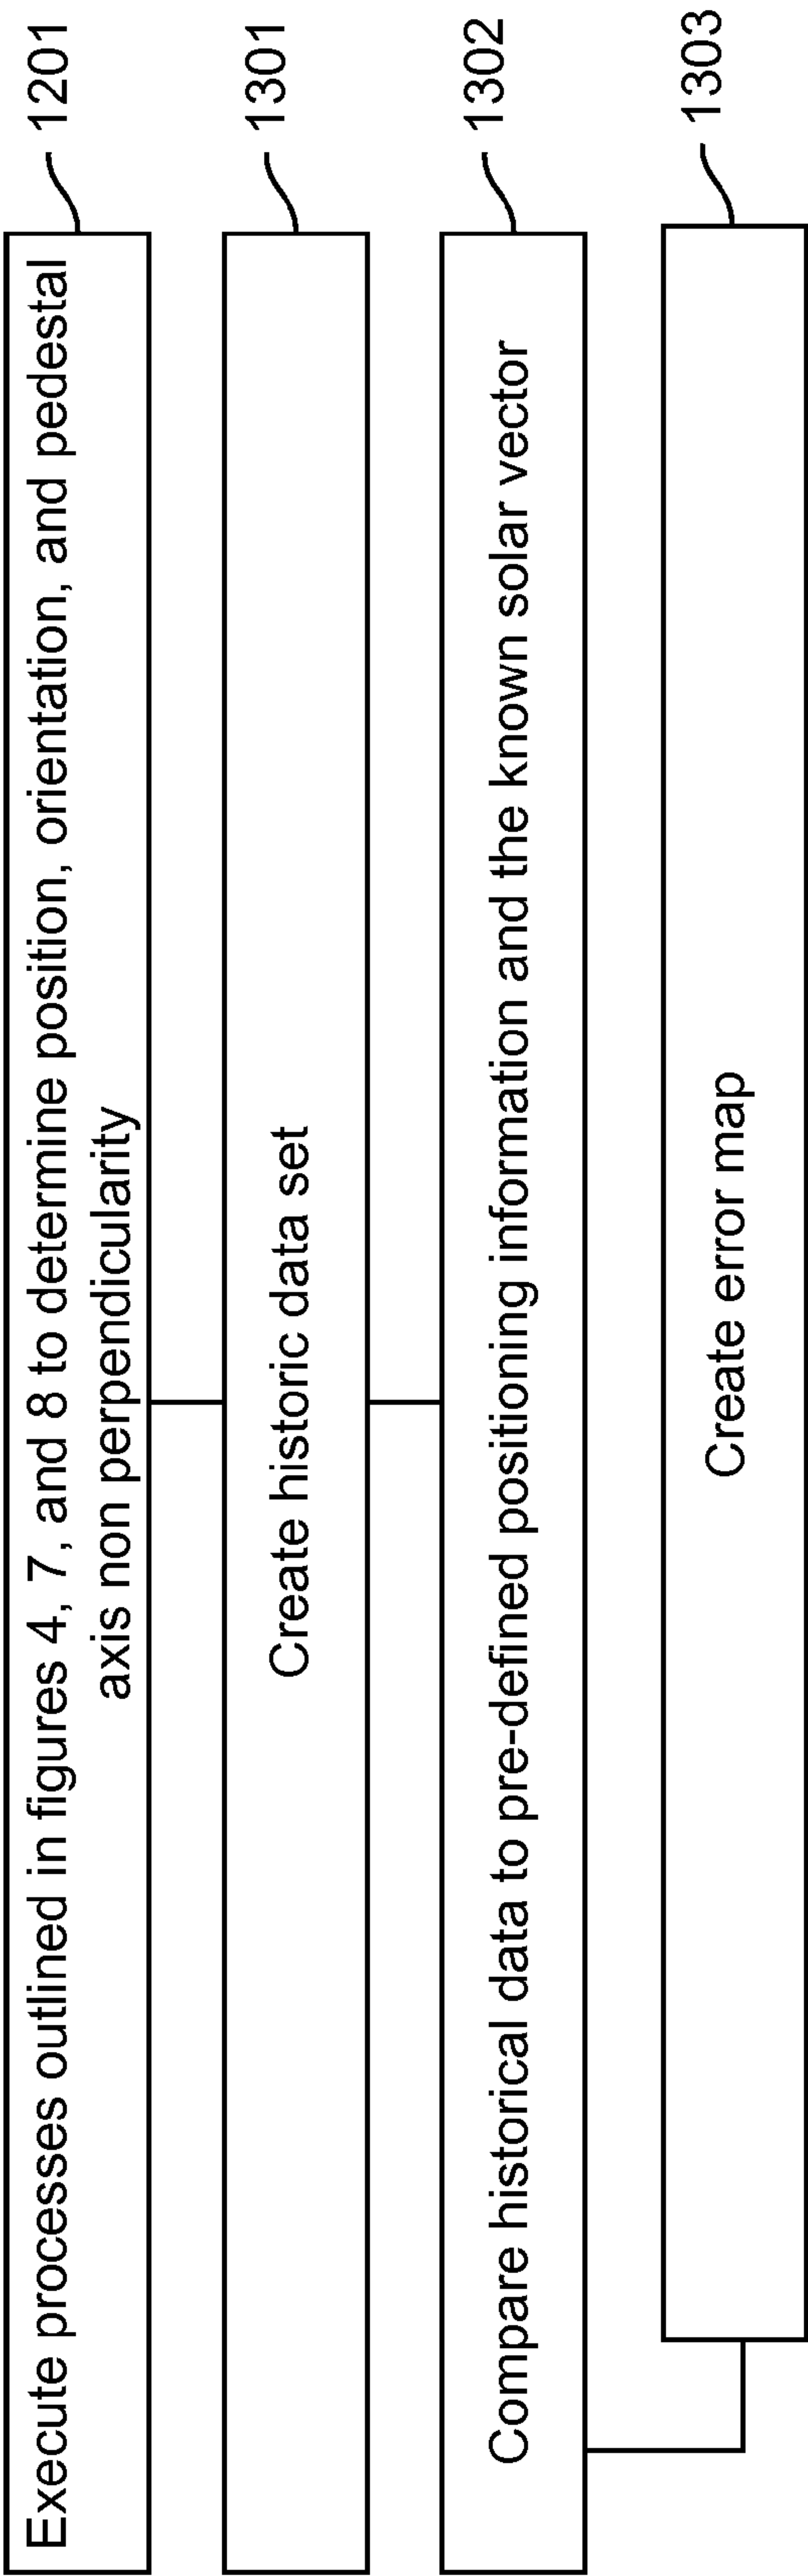 Execute processes outlined in figures 4, 7, and 8 to determine position, orientation, and pedestal
axis non perpendicularity
1201
Create historic data set
1301
Compare historical data to pre-defined positioning information and the known solar vector
1302
Create error map
1303